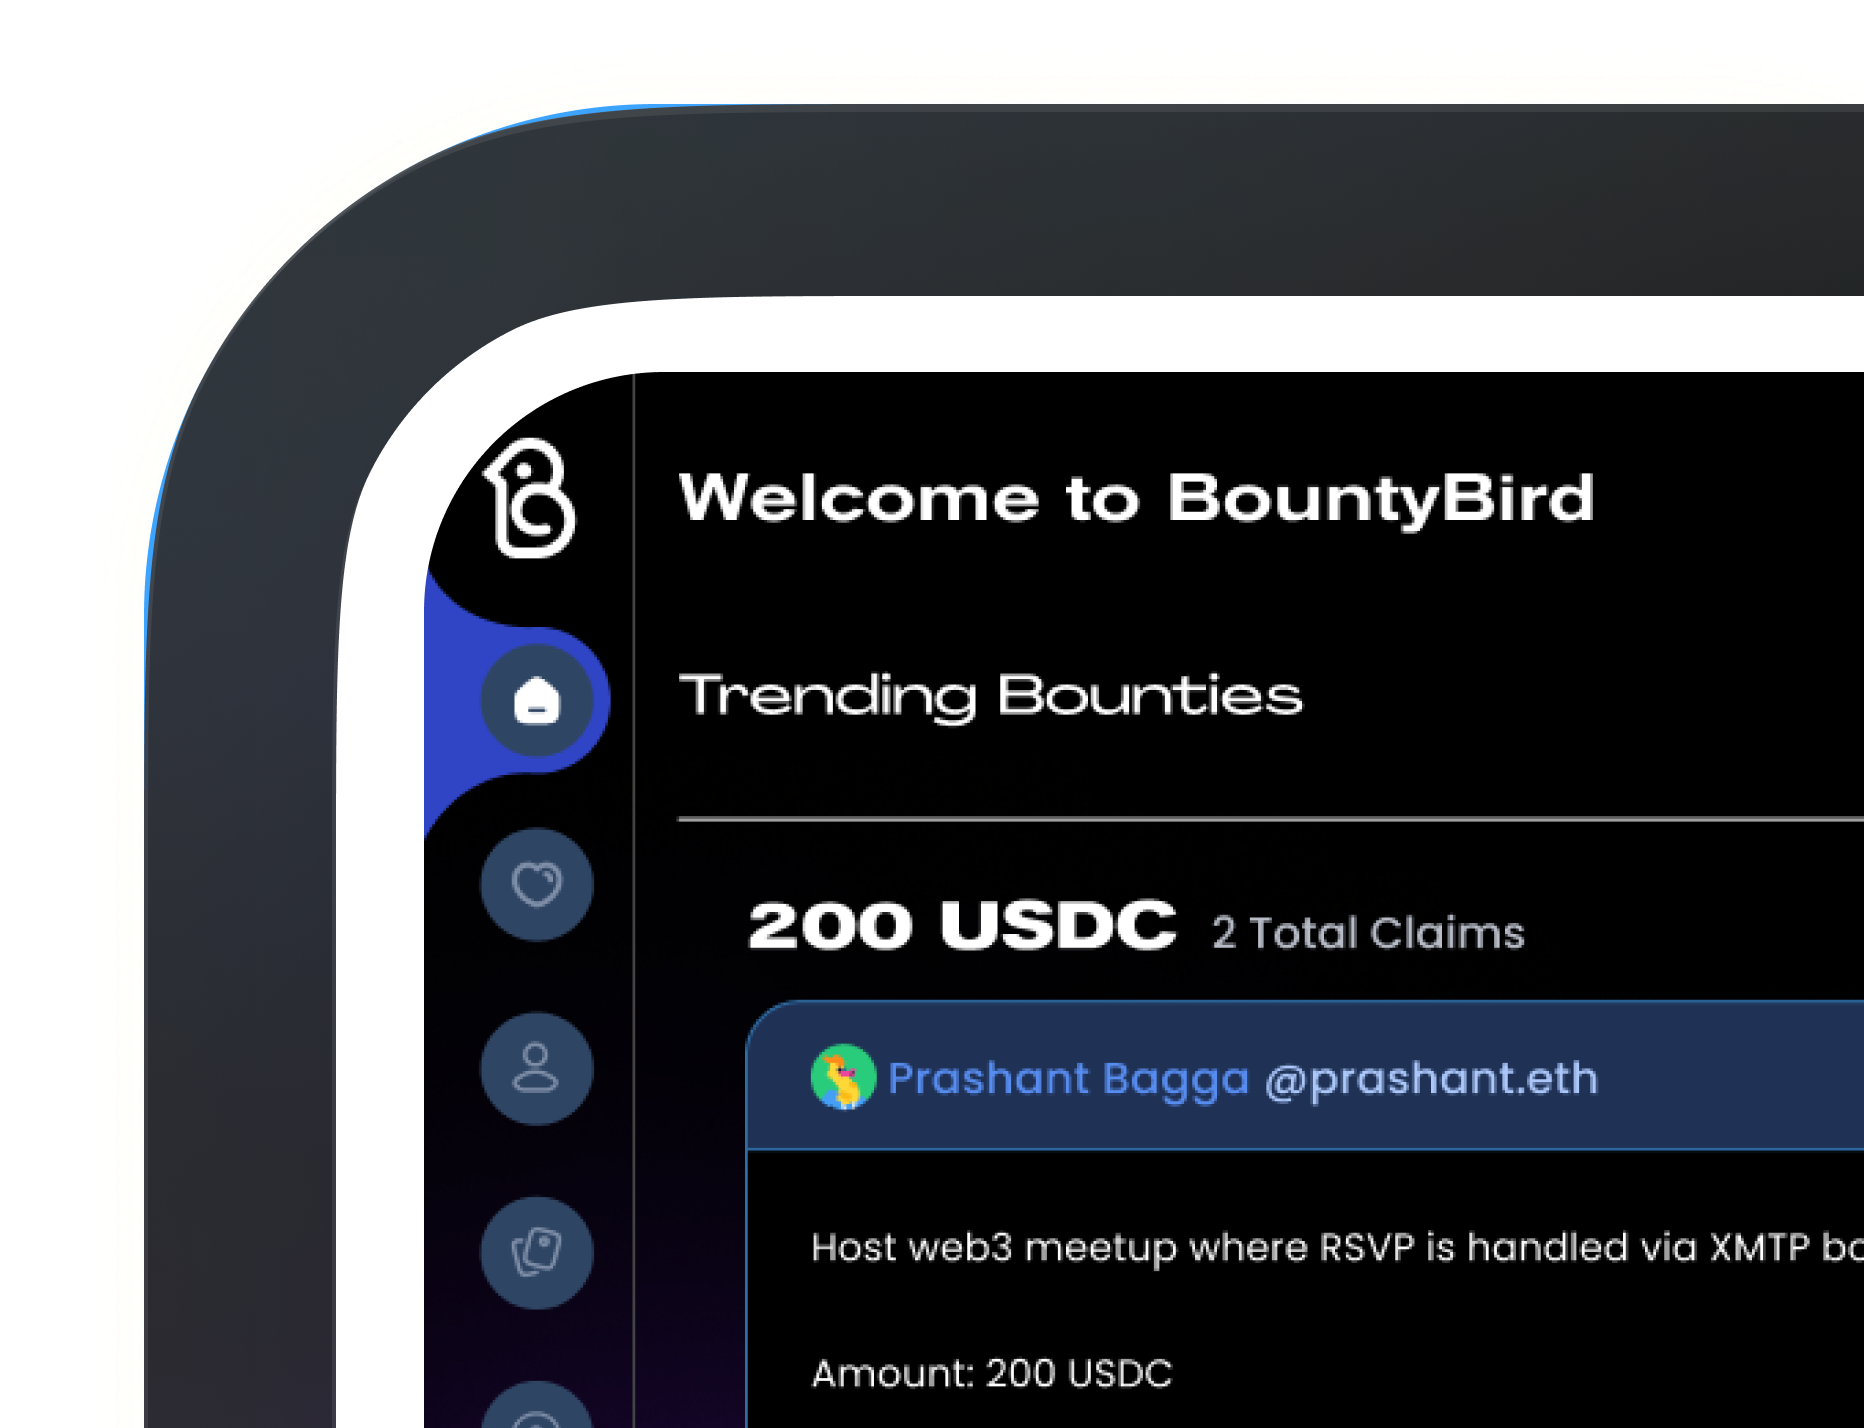 Welcome to BountyBird
Trending Bounties
200 USDC 2 Total Claims
Prashant Bagga @prashant.eth
Host web3 meetup where RSVP is handled via XMTP
Amount: 200 USDC